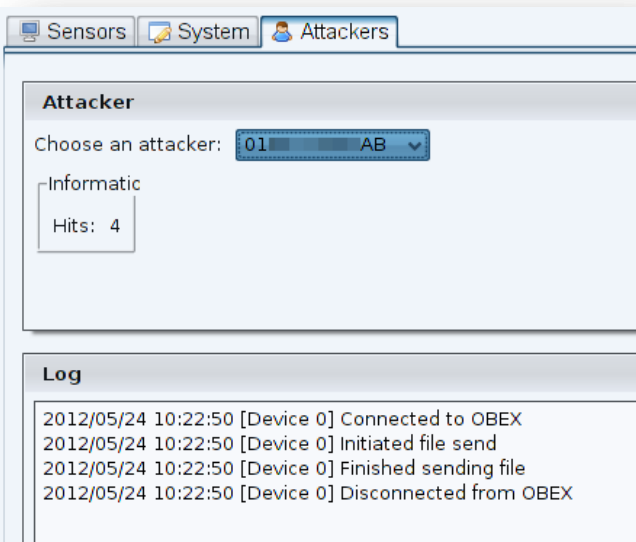 Sensors System Attackers
Attacker
Choose an attacker: 01 AB
Informatic
Hits: 4
Log
2012/05/24 10:22:50 [Device 0] Connected to OBEX
2012/05/24 10:22:50 [Device 0] Initiated file send
2012/05/24 10:22:50 [Device 0] Finished sending file
2012/05/24 10:22:50 [Device 0] Disconnected from OBEX